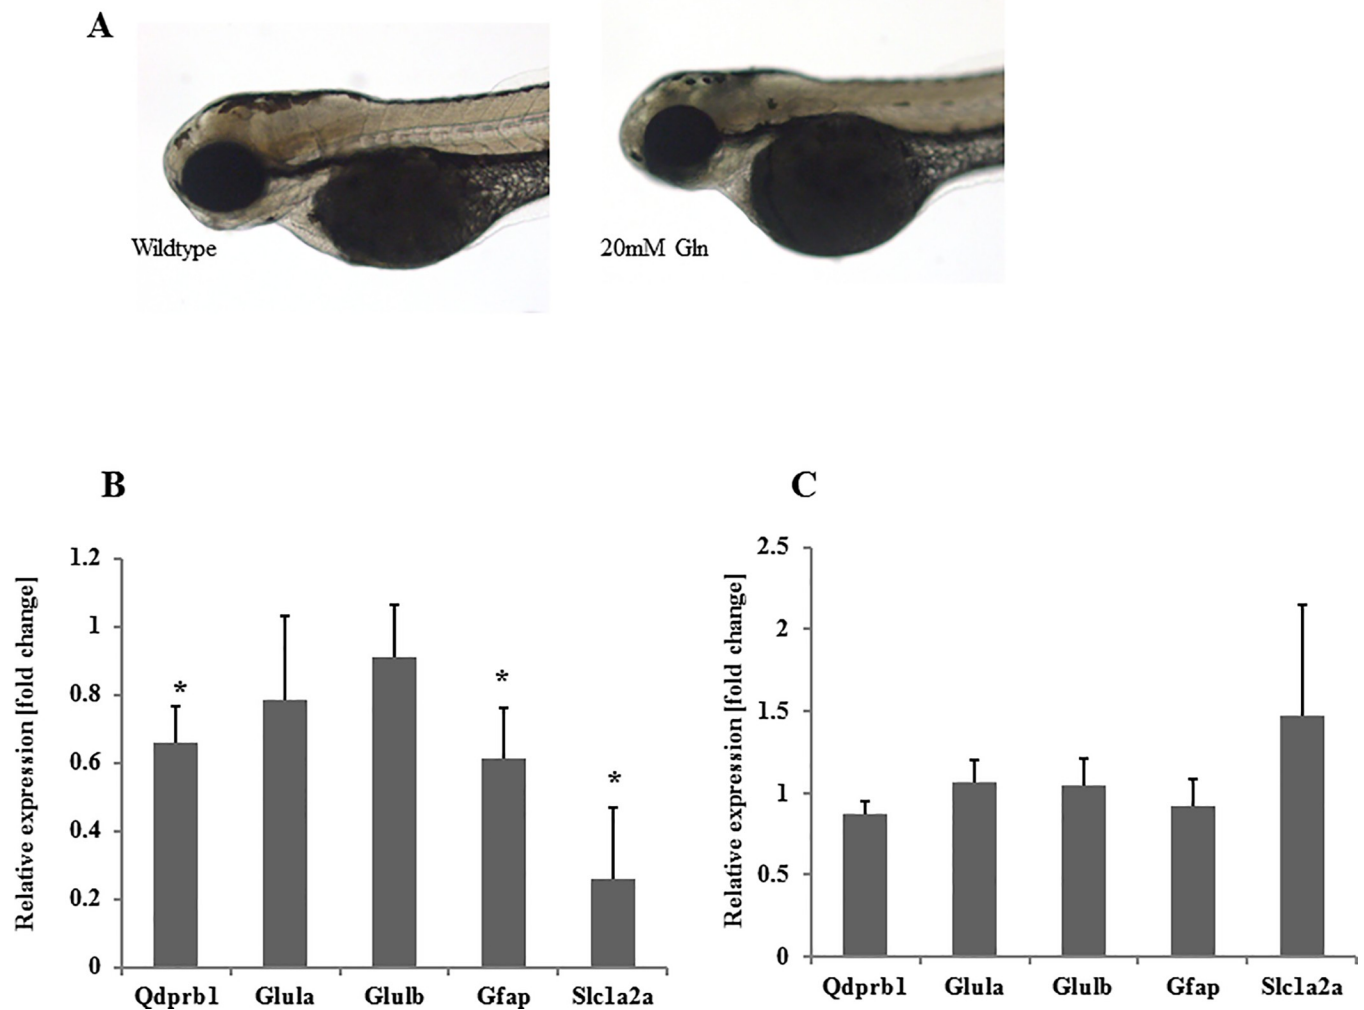 A
Wildtype
20mM Gln
B
Relative expression [fold change]
1.2
1
0.8
0.6
0.4
0.2
0
*
*
*
Qdprb1 Glula Glulb Gfap Slc1a2a
C
Relative expression [fold change]
2.5
2
1.5
1
0.5
0
Qdprb1 Glula Glulb Gfap Slc1a2a